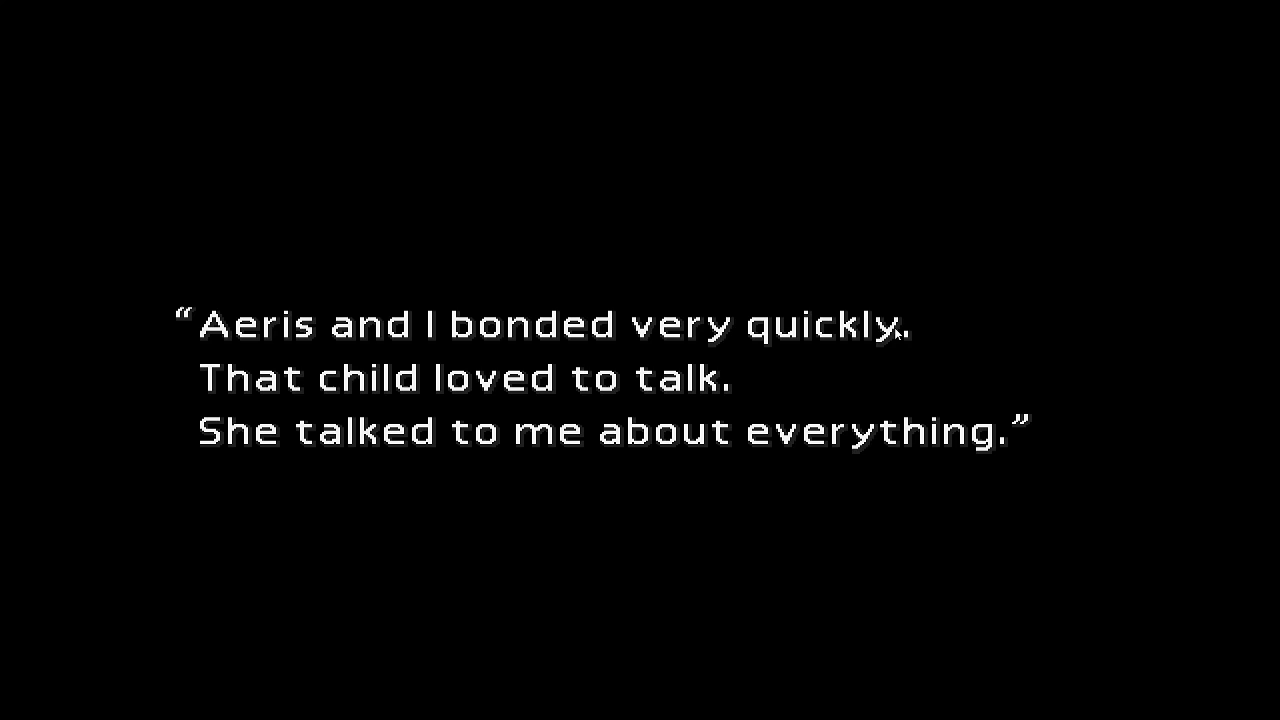 “Aeris and I bonded very quickly.
That child loved to talk.
She talked to me about everything.”